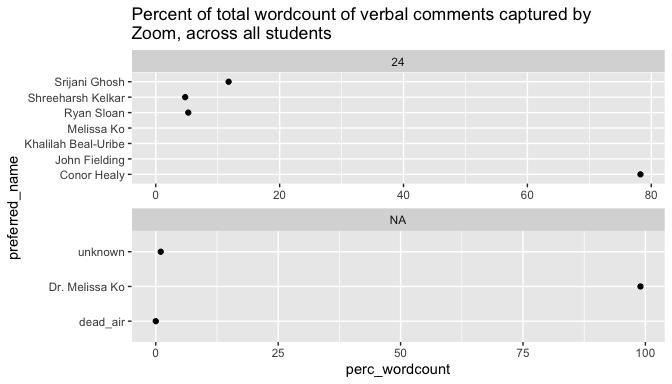 Percent of total wordcount of verbal comments captured by
Zoom, across all students
24
Srijani Ghosh
Shreeharsh Kelkar
Ryan Sloan
Melissa Ko
Khalilah Beal-Uribe
John Fielding
Conor Healy
0 20 40 60 80
preferred_name
NA
unknown
Dr. Melissa Ko
dead_air
0 25 50 75 100
perc_wordcount